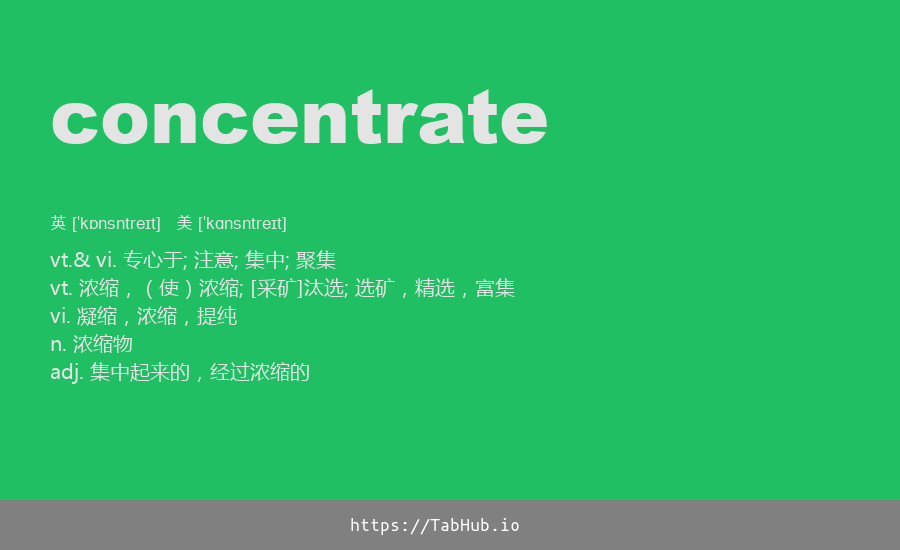 concentrate
英 [ˈkɒnsntreɪt] 美 [ˈkɑnsntreɪt]
vt.& vi. 专心于; 注意; 集中; 聚集
vt. 浓缩，（使）浓缩; [采矿]汰选; 选矿，精选，富集
vi. 凝缩，浓缩，提纯
n. 浓缩物
adj. 集中起来的，经过浓缩的
https://TabHub.io